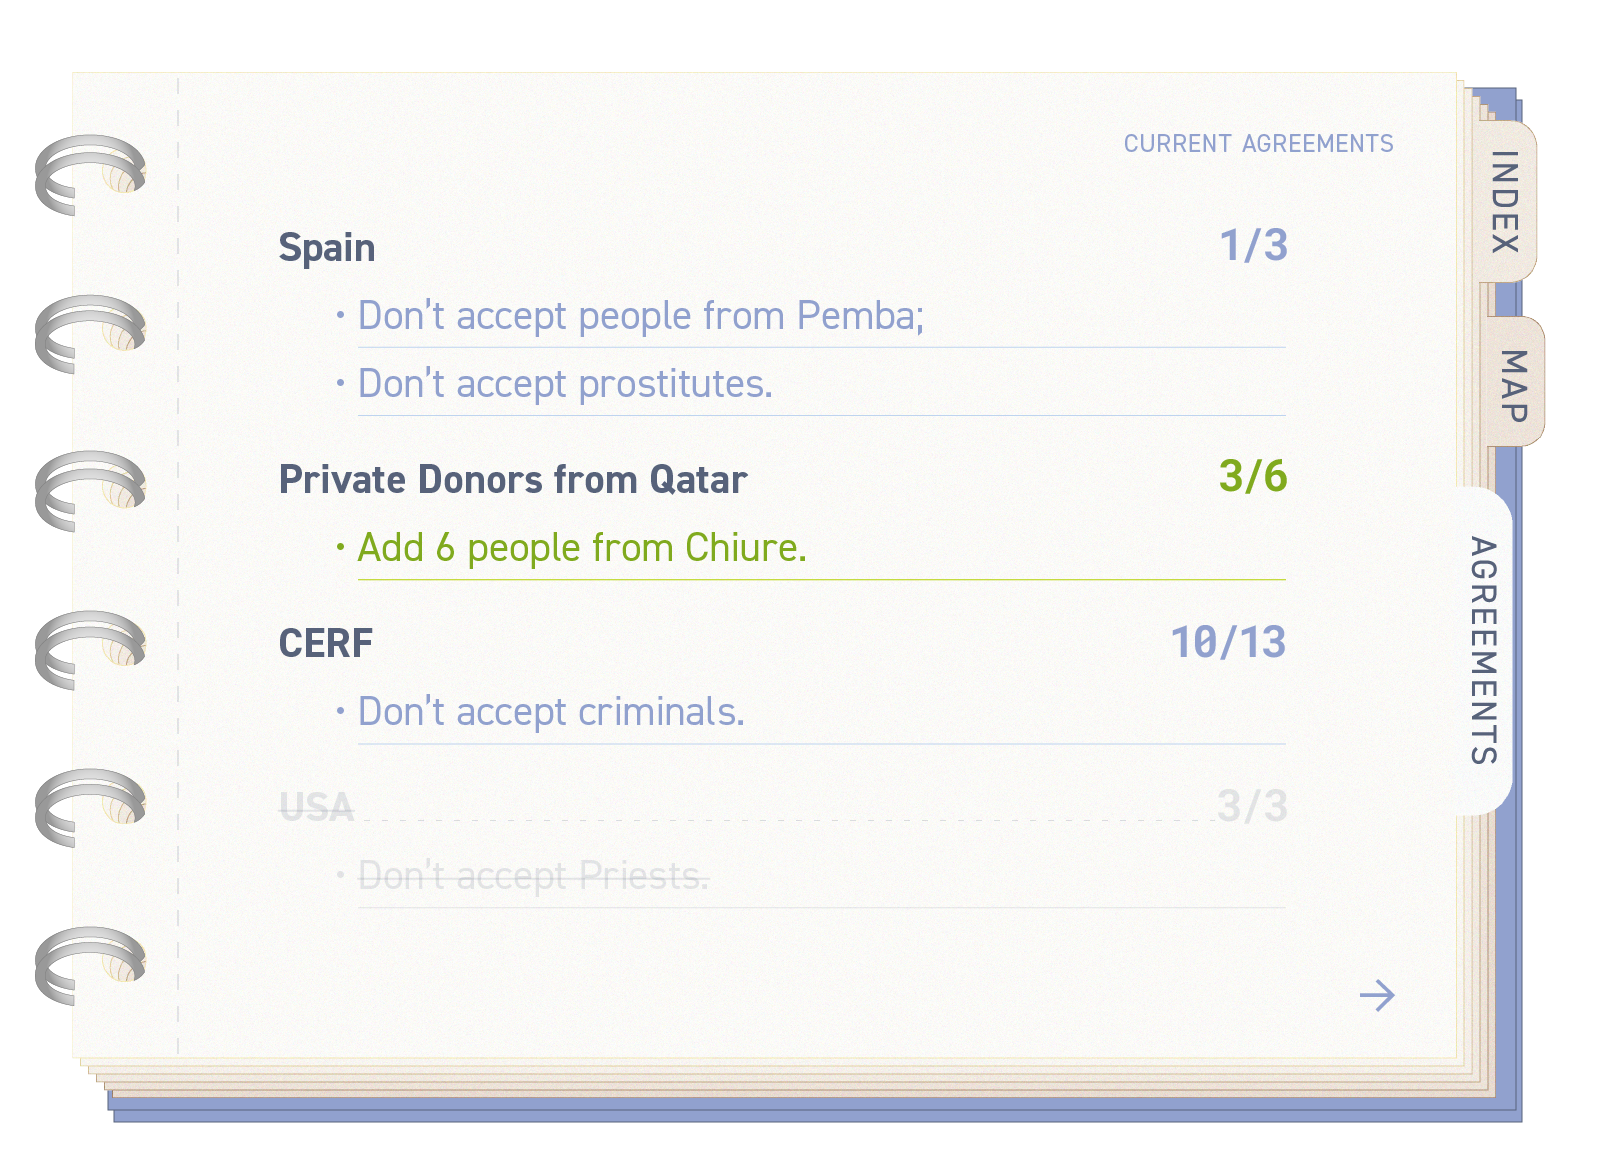 CURRENT AGREEMENTS
Spain 1/3
• Don't accept people from Pemba;
• Don't accept prostitutes.
Private Donors from Qatar 3/6
• Add 6 people from Chiure.
CERF 10/13
• Don't accept criminals.
USA 3/3
• Don't accept Priests.
INDEX
MAP
AGREEMENTS